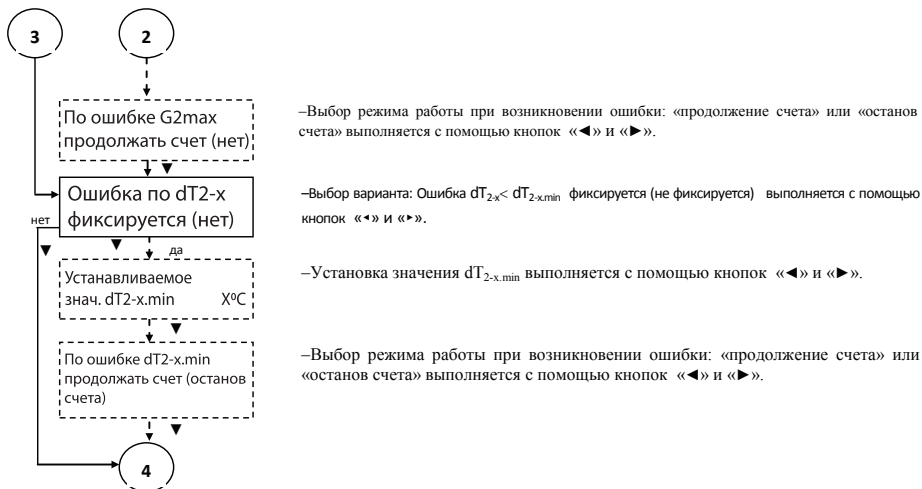 3
2
По ошибке G2max
продолжать счет (нет)
▼
–Выбор режима работы при возникновении ошибки: «продолжение счета» или «останов
счета» выполняется с помощью кнопок «◄» и «►».
Ошибка по dT2-x
фиксируется (нет)
–Выбор варианта: Ошибка dT2-x< dT2-x.min фиксируется (не фиксируется) выполняется с помощью
кнопок «◄» и «►».
нет
▼
▼
да
Устанавливаемое
знач. dT2-x.min X⁰C
▼
–Установка значения dT2-x.min выполняется с помощью кнопок «◄» и «►».
По ошибке dT2-x.min
продолжать счет (останов
счета)
▼
–Выбор режима работы при возникновении ошибки: «продолжение счета» или
«останов счета» выполняется с помощью кнопок «◄» и «►».
4